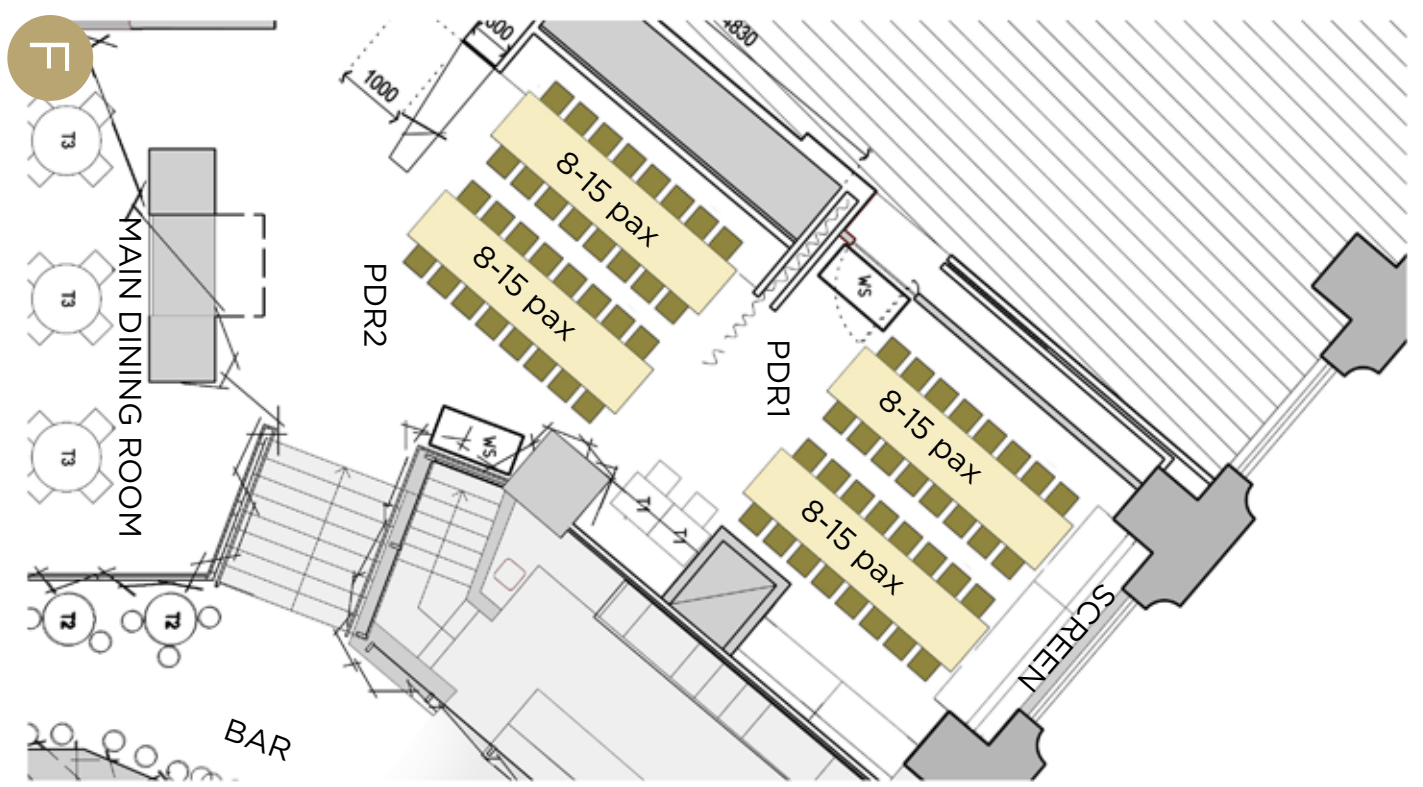 F
300
4830
1000
T3
T3
T3
MAIN DINING ROOM
8-15 pax
8-15 pax
PDR2
WS
PDR1
8-15 pax
8-15 pax
WS
T1
T1
SCREEN
T2
T2
BAR